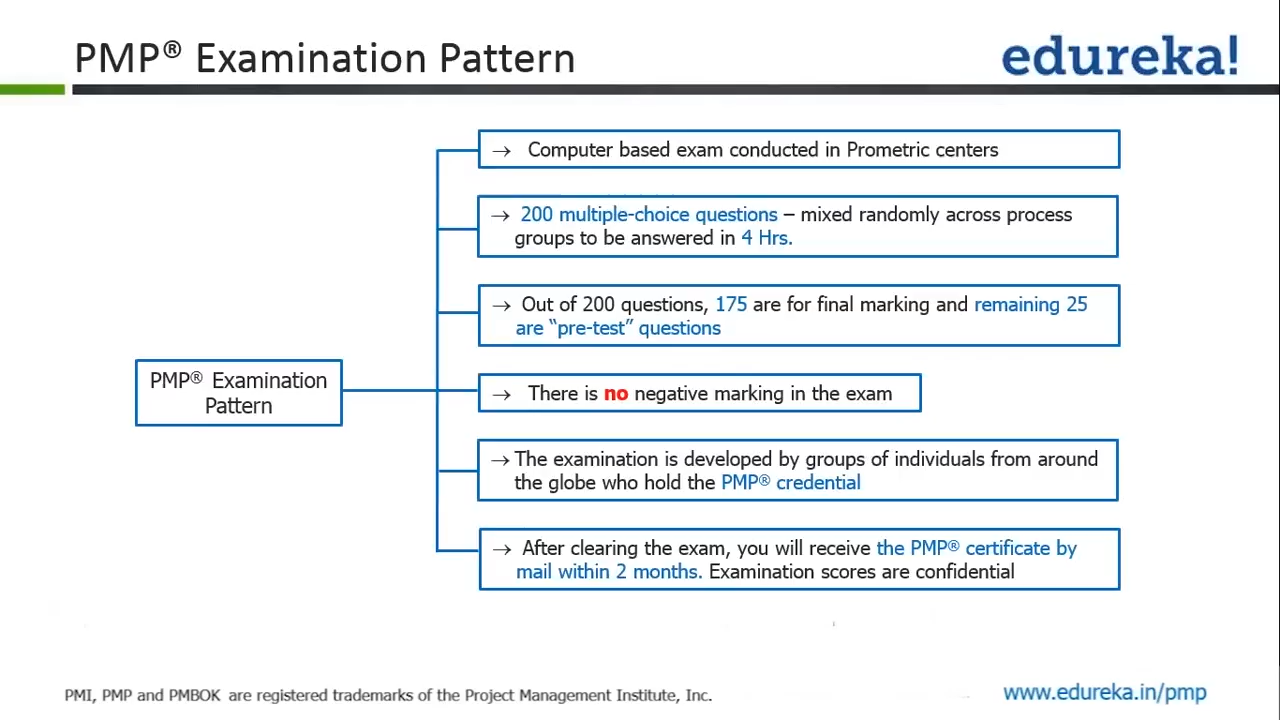 PMP® Examination Pattern
edureka!
→ Computer based exam conducted in Prometric centers
→ 200 multiple-choice questions – mixed randomly across process
groups to be answered in 4 Hrs.
→ Out of 200 questions, 175 are for final marking and remaining 25
are “pre-test” questions
PMP® Examination
Pattern
→ There is no negative marking in the exam
→ The examination is developed by groups of individuals from around
the globe who hold the PMP® credential
→ After clearing the exam, you will receive the PMP® certificate by
mail within 2 months. Examination scores are confidential
PMI, PMP and PMBOK are registered trademarks of the Project Management Institute, Inc.
www.edureka.in/pmp